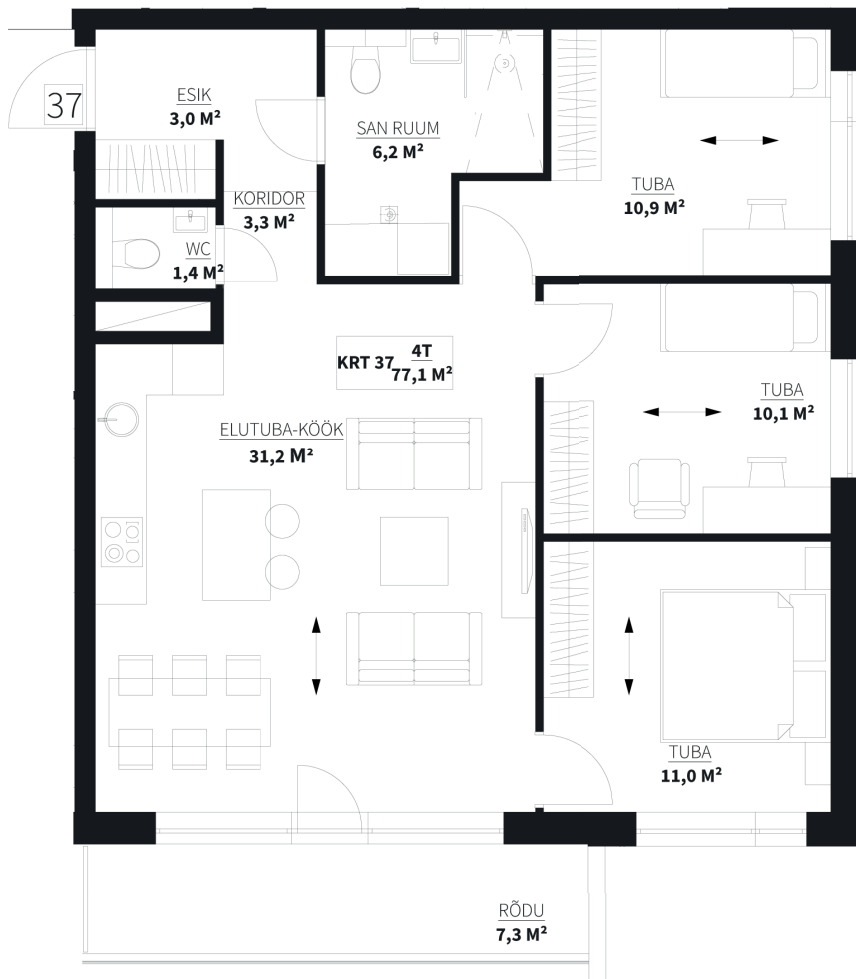 37
ESIK
3,0 M²
SAN RUUM
6,2 M²
TUBA
10,9 M²
KORIDOR
3,3 M²
WC
1,4 M²
KRT 37 4T
77,1 M²
TUBA
10,1 M²
ELUTUBA-KÖÖK
31,2 M²
TUBA
11,0 M²
RÕDU
7,3 M²